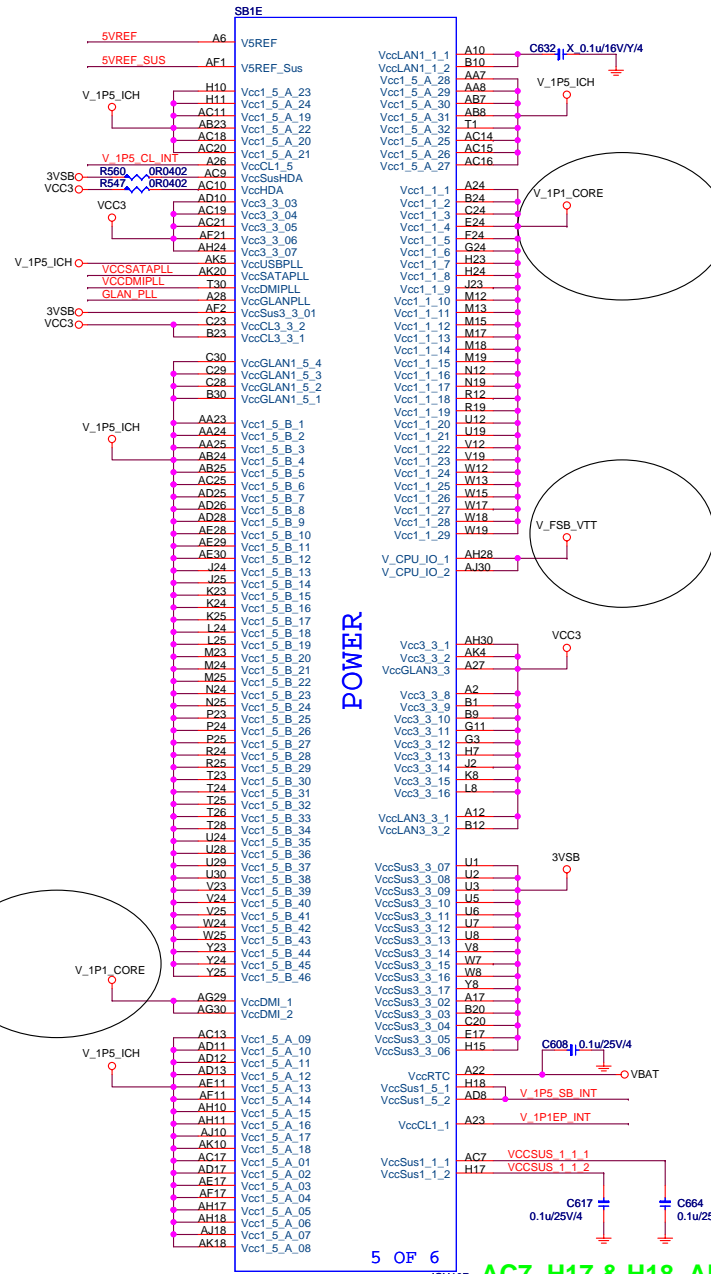 SB1E
5VREF A6 V5REF
5VREF_SUS AF1 V5REF_Sus
V_1P5_ICH
H10 Vcc1_5_A_23
H11 Vcc1_5_A_24
AC11 Vcc1_5_A_19
AB23 Vcc1_5_A_22
AC18 Vcc1_5_A_20
AC20 Vcc1_5_A_21
V_1P5_CL_INT A26 VccCL1_5
3VSB R560 0R0402 AC9 VccSusHDA
VCC3 R547 0R0402 AC10 VccHDA
VCC3
AD10 Vcc3_3_03
AC19 Vcc3_3_04
AC21 Vcc3_3_05
AF21 Vcc3_3_06
AH24 Vcc3_3_07
V_1P5_ICH AK5 VccUSBPLL
VCCSATAPLL AK20 VccSATAPLL
VCCDMIPLL T30 VccDMIPLL
GLAN_PLL A28 VccGLANPLL
3VSB AF2 VccSus3_3_01
VCC3 C23 VccCL3_3_2
B23 VccCL3_3_1
C30 VccGLAN1_5_4
C29 VccGLAN1_5_3
C28 VccGLAN1_5_2
B30 VccGLAN1_5_1
V_1P5_ICH
AA23 Vcc1_5_B_1
AA24 Vcc1_5_B_2
AA25 Vcc1_5_B_3
AB24 Vcc1_5_B_4
AB25 Vcc1_5_B_5
AC25 Vcc1_5_B_6
AD25 Vcc1_5_B_7
AD26 Vcc1_5_B_8
AD28 Vcc1_5_B_9
AE28 Vcc1_5_B_10
AE29 Vcc1_5_B_11
AE30 Vcc1_5_B_12
J24 Vcc1_5_B_13
J25 Vcc1_5_B_14
K23 Vcc1_5_B_15
K24 Vcc1_5_B_16
K25 Vcc1_5_B_17
L24 Vcc1_5_B_18
L25 Vcc1_5_B_19
M23 Vcc1_5_B_20
M24 Vcc1_5_B_21
M25 Vcc1_5_B_22
N24 Vcc1_5_B_23
N25 Vcc1_5_B_24
P23 Vcc1_5_B_25
P24 Vcc1_5_B_26
P25 Vcc1_5_B_27
R24 Vcc1_5_B_28
R25 Vcc1_5_B_29
T23 Vcc1_5_B_30
T24 Vcc1_5_B_31
T25 Vcc1_5_B_32
T26 Vcc1_5_B_33
T28 Vcc1_5_B_34
U24 Vcc1_5_B_35
U28 Vcc1_5_B_36
U29 Vcc1_5_B_37
U30 Vcc1_5_B_38
V23 Vcc1_5_B_39
V24 Vcc1_5_B_40
V25 Vcc1_5_B_41
W24 Vcc1_5_B_42
W25 Vcc1_5_B_43
Y23 Vcc1_5_B_44
Y24 Vcc1_5_B_45
Y25 Vcc1_5_B_46
V_1P1_CORE
AG29 VccDMI_1
AG30 VccDMI_2
V_1P5_ICH
AC13 Vcc1_5_A_09
AD11 Vcc1_5_A_10
AD12 Vcc1_5_A_11
AD13 Vcc1_5_A_12
AE11 Vcc1_5_A_13
AF11 Vcc1_5_A_14
AH10 Vcc1_5_A_15
AH11 Vcc1_5_A_16
AJ10 Vcc1_5_A_17
AK10 Vcc1_5_A_18
AC17 Vcc1_5_A_01
AD17 Vcc1_5_A_02
AE17 Vcc1_5_A_03
AF17 Vcc1_5_A_04
AH17 Vcc1_5_A_05
AH18 Vcc1_5_A_06
AJ18 Vcc1_5_A_07
AK18 Vcc1_5_A_08
POWER
VccLAN1_1_1 A10 C632 X_0.1u/16V/Y/4
VccLAN1_1_2 B10
Vcc1_5_A_28 AA7
Vcc1_5_A_29 AA8
Vcc1_5_A_30 AB7
Vcc1_5_A_31 AB8
Vcc1_5_A_32 T1
Vcc1_5_A_25 AC14
Vcc1_5_A_26 AC15
Vcc1_5_A_27 AC16
V_1P5_ICH
Vcc1_1_1 A24
Vcc1_1_2 B24
Vcc1_1_3 C24
Vcc1_1_4 E24
Vcc1_1_5 F24
Vcc1_1_6 G24
Vcc1_1_7 H23
Vcc1_1_8 H24
Vcc1_1_9 J23
Vcc1_1_10 M12
Vcc1_1_11 M13
Vcc1_1_12 M15
Vcc1_1_13 M17
Vcc1_1_14 M18
Vcc1_1_15 M19
Vcc1_1_16 N12
Vcc1_1_17 N19
Vcc1_1_18 R12
Vcc1_1_19 R19
Vcc1_1_20 U12
Vcc1_1_21 U19
Vcc1_1_22 V12
Vcc1_1_23 V19
Vcc1_1_24 W12
Vcc1_1_25 W13
Vcc1_1_26 W15
Vcc1_1_27 W17
Vcc1_1_28 W18
Vcc1_1_29 W19
V_1P1_CORE
V_FSB_VTT
V_CPU_IO_1 AH28
V_CPU_IO_2 AJ30
VCC3
Vcc3_3_1 AH30
Vcc3_3_2 AK4
VccGLAN3_3 A27
Vcc3_3_8 A2
Vcc3_3_9 B1
Vcc3_3_10 B9
Vcc3_3_11 G11
Vcc3_3_12 G3
Vcc3_3_13 H7
Vcc3_3_14 J2
Vcc3_3_15 K8
Vcc3_3_16 L8
VccLAN3_3_1 A12
VccLAN3_3_2 B12
3VSB
VccSus3_3_07 U1
VccSus3_3_08 U2
VccSus3_3_09 U3
VccSus3_3_10 U5
VccSus3_3_11 U6
VccSus3_3_12 U7
VccSus3_3_13 U8
VccSus3_3_14 V8
VccSus3_3_15 W7
VccSus3_3_16 W8
VccSus3_3_17 Y8
VccSus3_3_02 A17
VccSus3_3_03 B20
VccSus3_3_04 C20
VccSus3_3_05 E17
VccSus3_3_06 H15
C608 0.1u/25V/4
VccRTC A22 VBAT
VccSus1_5_1 H18
VccSus1_5_2 AD8 V_1P5_SB_INT
VccCL1_1 A23 V_1P1EP_INT
VccSus1_1_1 AC7 VCCSUS_1_1_1
VccSus1_1_2 H17 VCCSUS_1_1_2
C617 0.1u/25V/4
C664 0.1u/25
5 OF 6
AC7, H17 & H18